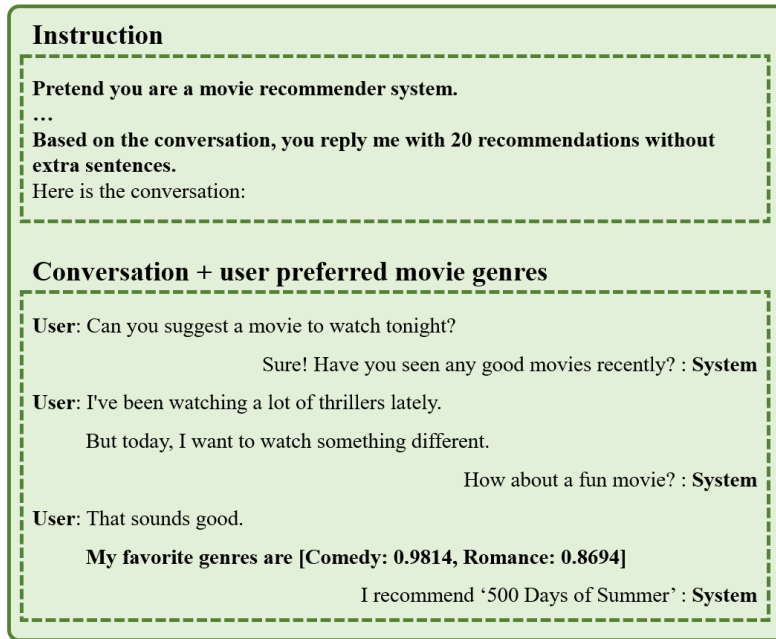 Instruction
Pretend you are a movie recommender system.
…
Based on the conversation, you reply me with 20 recommendations without
extra sentences.
Here is the conversation:
Conversation + user preferred movie genres
User: Can you suggest a movie to watch tonight?
Sure! Have you seen any good movies recently? : System
User: I've been watching a lot of thrillers lately.
But today, I want to watch something different.
How about a fun movie? : System
User: That sounds good.
My favorite genres are [Comedy: 0.9814, Romance: 0.8694]
I recommend ‘500 Days of Summer’ : System